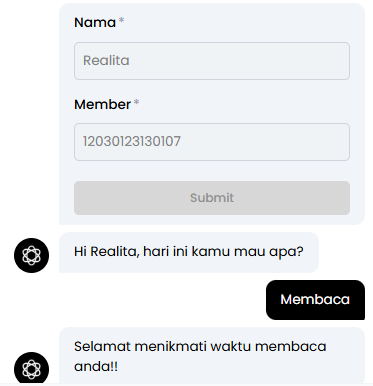 Nama *
Realita
Member *
12030123130107
Submit
Hi Realita, hari ini kamu mau apa?
Membaca
Selamat menikmati waktu membaca
anda!!